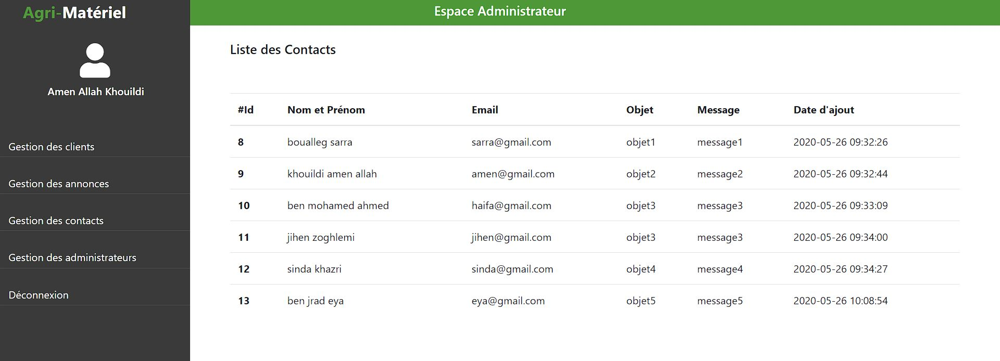 Agri-Matériel
Espace Administrateur
Amen Allah Khouildi
Gestion des clients
Gestion des annonces
Gestion des contacts
Gestion des administrateurs
Déconnexion
Liste des Contacts
#Id Nom et Prénom Email Objet Message Date d'ajout
8 boualleg sarra sarra@gmail.com objet1 message1 2020-05-26 09:32:26
9 khouildi amen allah amen@gmail.com objet2 message2 2020-05-26 09:32:44
10 ben mohamed ahmed haifa@gmail.com objet3 message3 2020-05-26 09:33:09
11 jihen zoghlemi jihen@gmail.com objet3 message3 2020-05-26 09:34:00
12 sinda khazri sinda@gmail.com objet4 message4 2020-05-26 09:34:27
13 ben jrad eya eya@gmail.com objet5 message5 2020-05-26 10:08:54